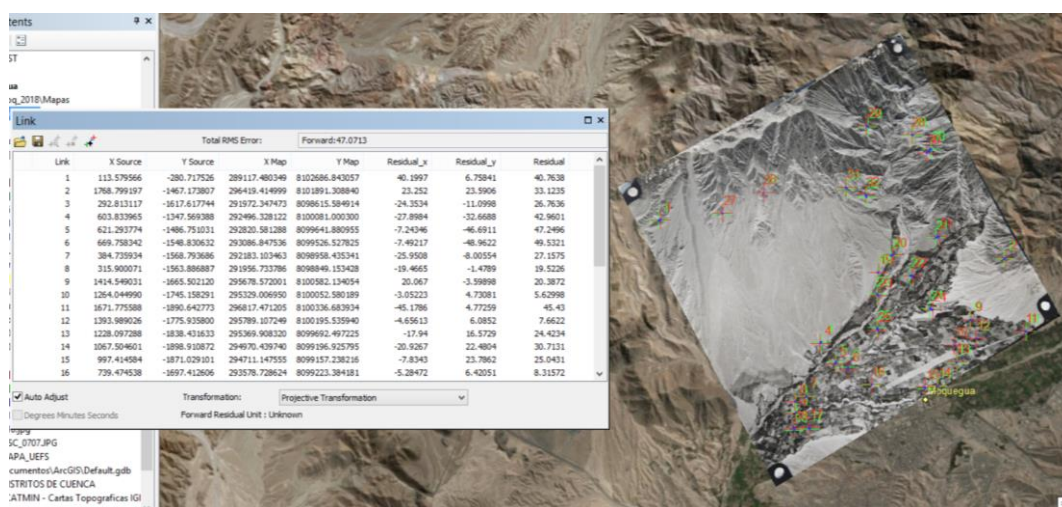 tents
ST
ua
oq_2018\Mapas
Link
Total RMS Error: Forward:47.0713
Link X Source Y Source X Map Y Map Residual_x Residual_y Residual
1 113.579566 -280.717526 289117.480349 8102686.843057 40.1997 6.75841 40.7638
2 1768.799197 -1467.173807 296419.414999 8101891.308840 23.252 23.5906 33.1235
3 292.813117 -1617.617744 291972.347473 8098615.584914 -24.3534 -11.0998 26.7636
4 603.833965 -1347.569388 292496.328122 8100081.000300 -27.8984 -32.6688 42.9601
5 621.293774 -1486.751031 292820.581288 8099641.880955 -7.24346 -46.6911 47.2496
6 669.758342 -1548.830632 293086.847536 8099526.527825 -7.49217 -48.9622 49.5321
7 384.735934 -1568.793686 292183.103463 8098958.435341 -25.9508 -8.00554 27.1575
8 315.900071 -1563.886887 291956.733786 8098849.153428 -19.4665 -1.4789 19.5226
9 1414.549031 -1665.502120 295678.572001 8100582.134054 20.067 -3.59898 20.3872
10 1264.044990 -1745.158291 295329.006950 8100052.580189 -3.05223 4.73081 5.62998
11 1671.775588 -1890.642773 296817.471205 8100336.683934 -45.1786 4.77259 45.43
12 1393.989026 -1775.935800 295789.107249 8100195.535940 -4.65613 6.0852 7.6622
13 1228.097288 -1838.431633 295369.908320 8099692.497225 -17.94 16.5729 24.4234
14 1067.504601 -1898.910872 294970.439740 8099196.925795 -20.9267 22.4804 30.7131
15 997.414584 -1871.029101 294711.147555 8099157.238216 -7.8343 23.7862 25.0431
16 739.474538 -1697.412606 293578.728624 8099223.384181 -5.28472 6.42051 8.31572
Auto Adjust Transformation: Projective Transformation
Degrees Minutes Seconds Forward Residual Unit : Unknown
SC_0707.JPG
APA_UEFS
cumentos\ArcGIS\Default.gdb
ISTRITOS DE CUENCA
CATMIN - Cartas Topograficas IGI
27
4
9
12
11
13
Moquegua